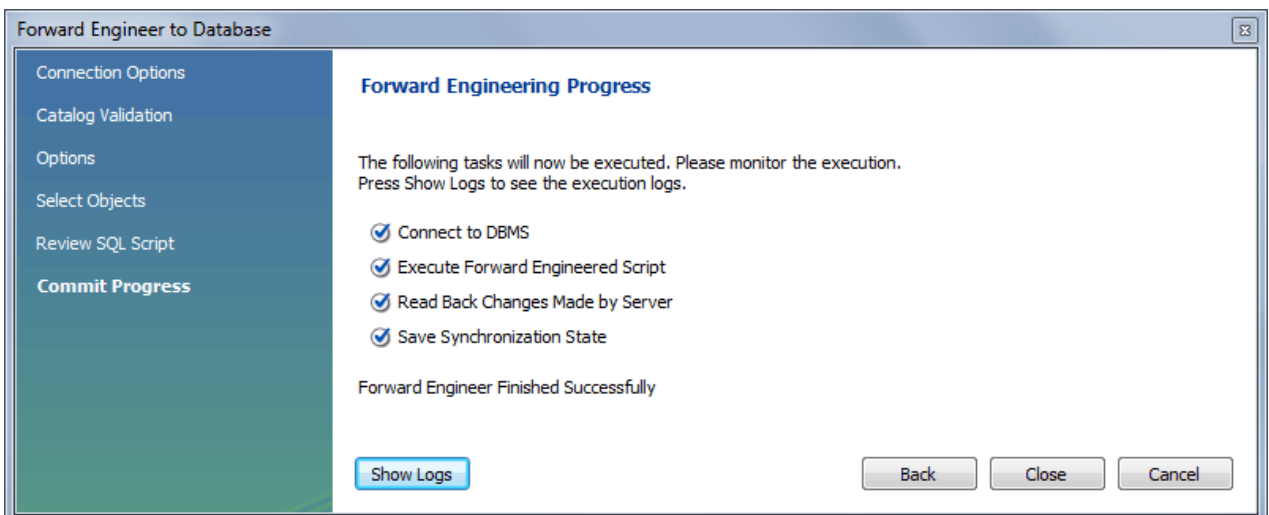 Forward Engineer to Database
Connection Options
Catalog Validation
Options
Select Objects
Review SQL Script
Commit Progress
Forward Engineering Progress
The following tasks will now be executed. Please monitor the execution.
Press Show Logs to see the execution logs.
Connect to DBMS
Execute Forward Engineered Script
Read Back Changes Made by Server
Save Synchronization State
Forward Engineer Finished Successfully
Show Logs
Back
Close
Cancel